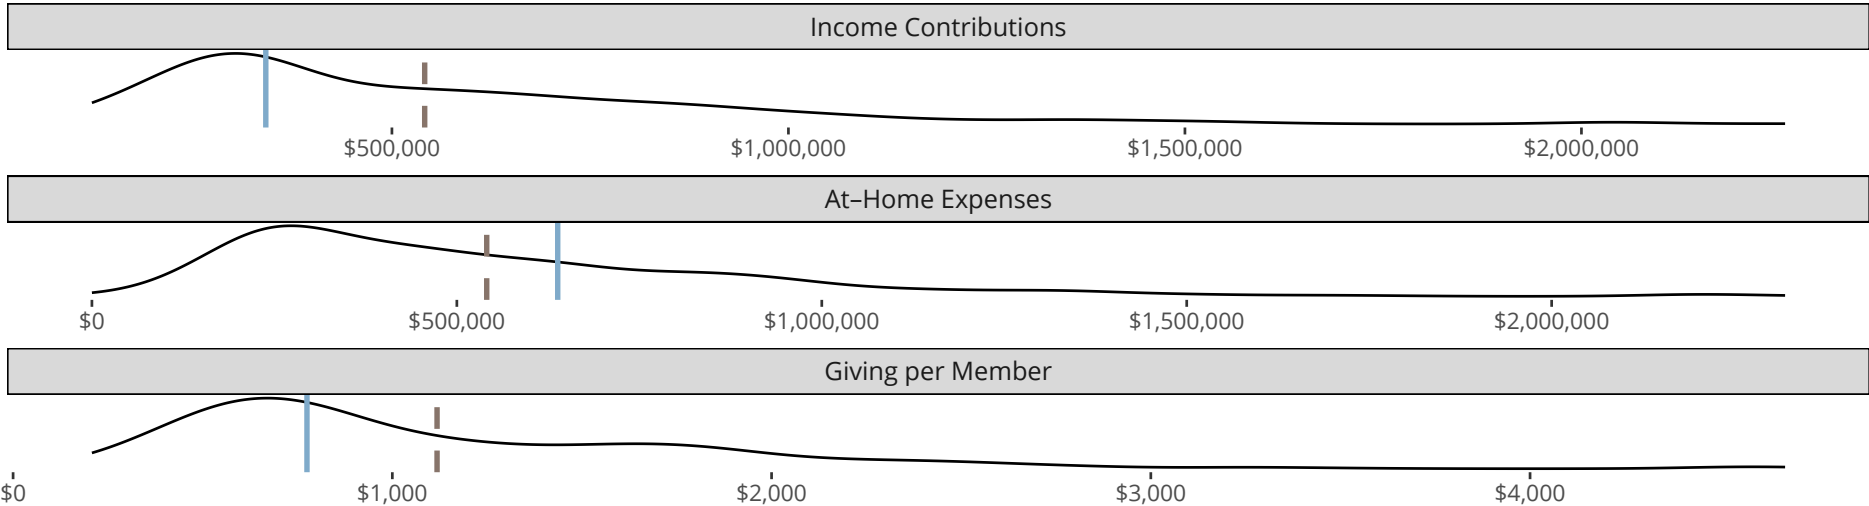 Income Contributions
$500,000 $1,000,000 $1,500,000 $2,000,000
At–Home Expenses
$0 $500,000 $1,000,000 $1,500,000 $2,000,000
Giving per Member
$0 $1,000 $2,000 $3,000 $4,000